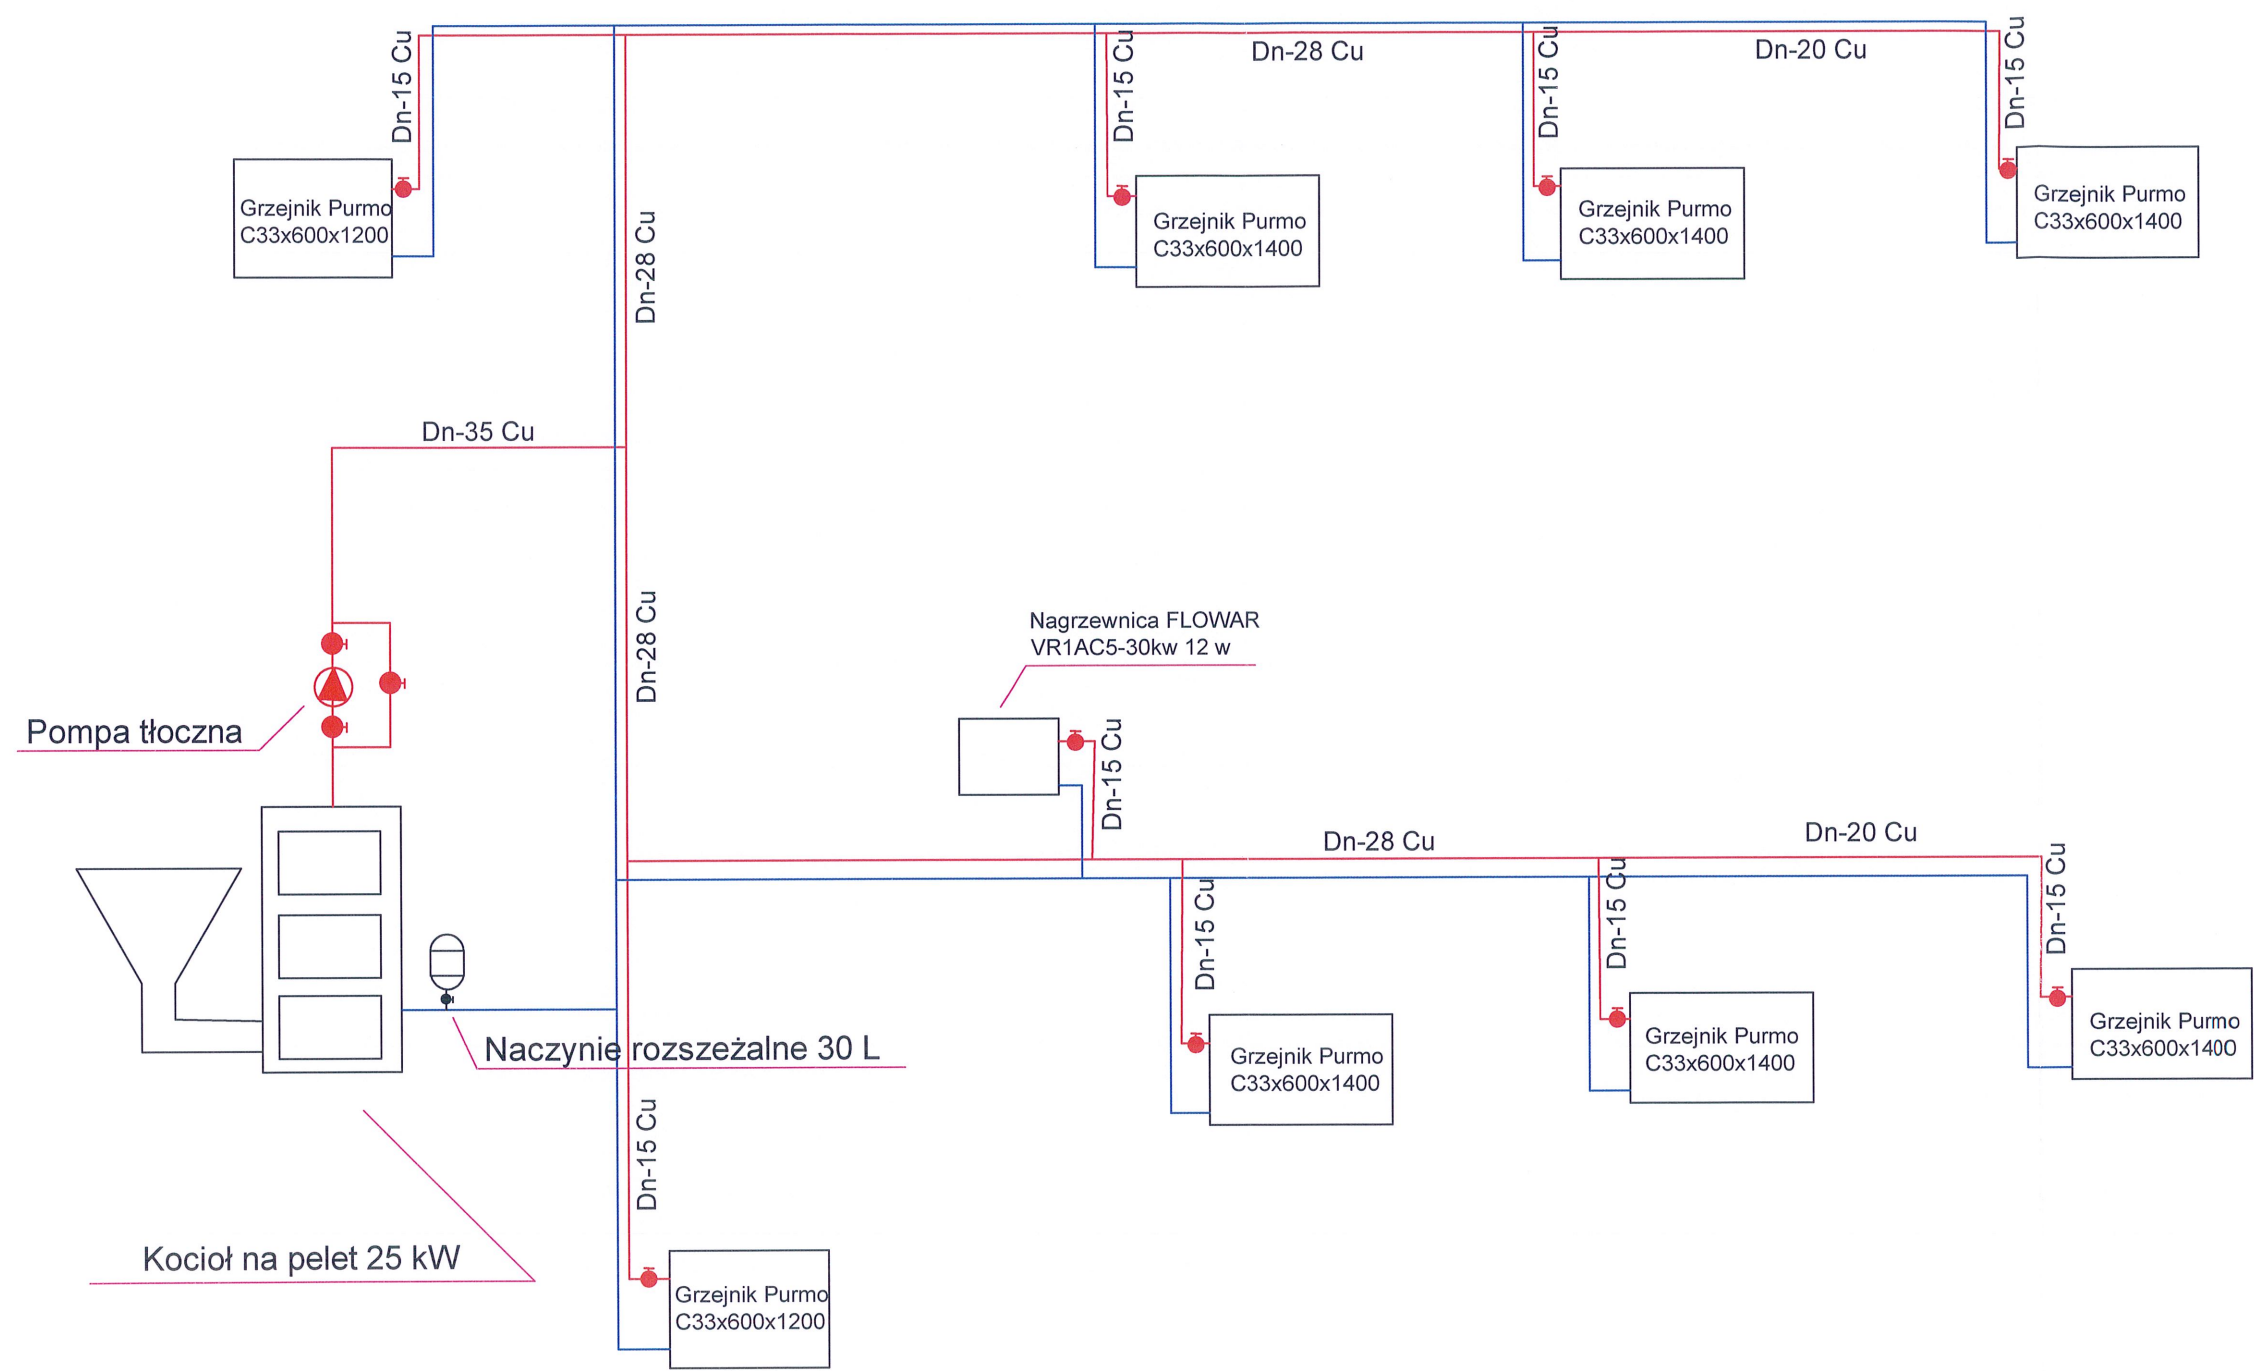 Dn-15 Cu
Dn-15 Cu
Dn-28 Cu
Dn-15 Cu
Dn-20 Cu
Dn-15 Cu
Grzejnik Purmo
C33x600x1200
Grzejnik Purmo
C33x600x1400
Grzejnik Purmo
C33x600x1400
Grzejnik Purmo
C33x600x1400
Dn-28 Cu
Dn-35 Cu
Dn-28 Cu
Nagrzewnica FLOWAR
VR1AC5-30kw 12 w
Pompa tłoczna
Dn-15 Cu
Dn-28 Cu
Dn-20 Cu
Dn-15 Cu
Dn-15 Cu
Dn-15 Cu
Naczynie rozszeżalne 30 L
Grzejnik Purmo
C33x600x1400
Grzejnik Purmo
C33x600x1400
Grzejnik Purmo
C33x600x1400
Dn-15 Cu
Kocioł na pelet 25 kW
Grzejnik Purmo
C33x600x1200